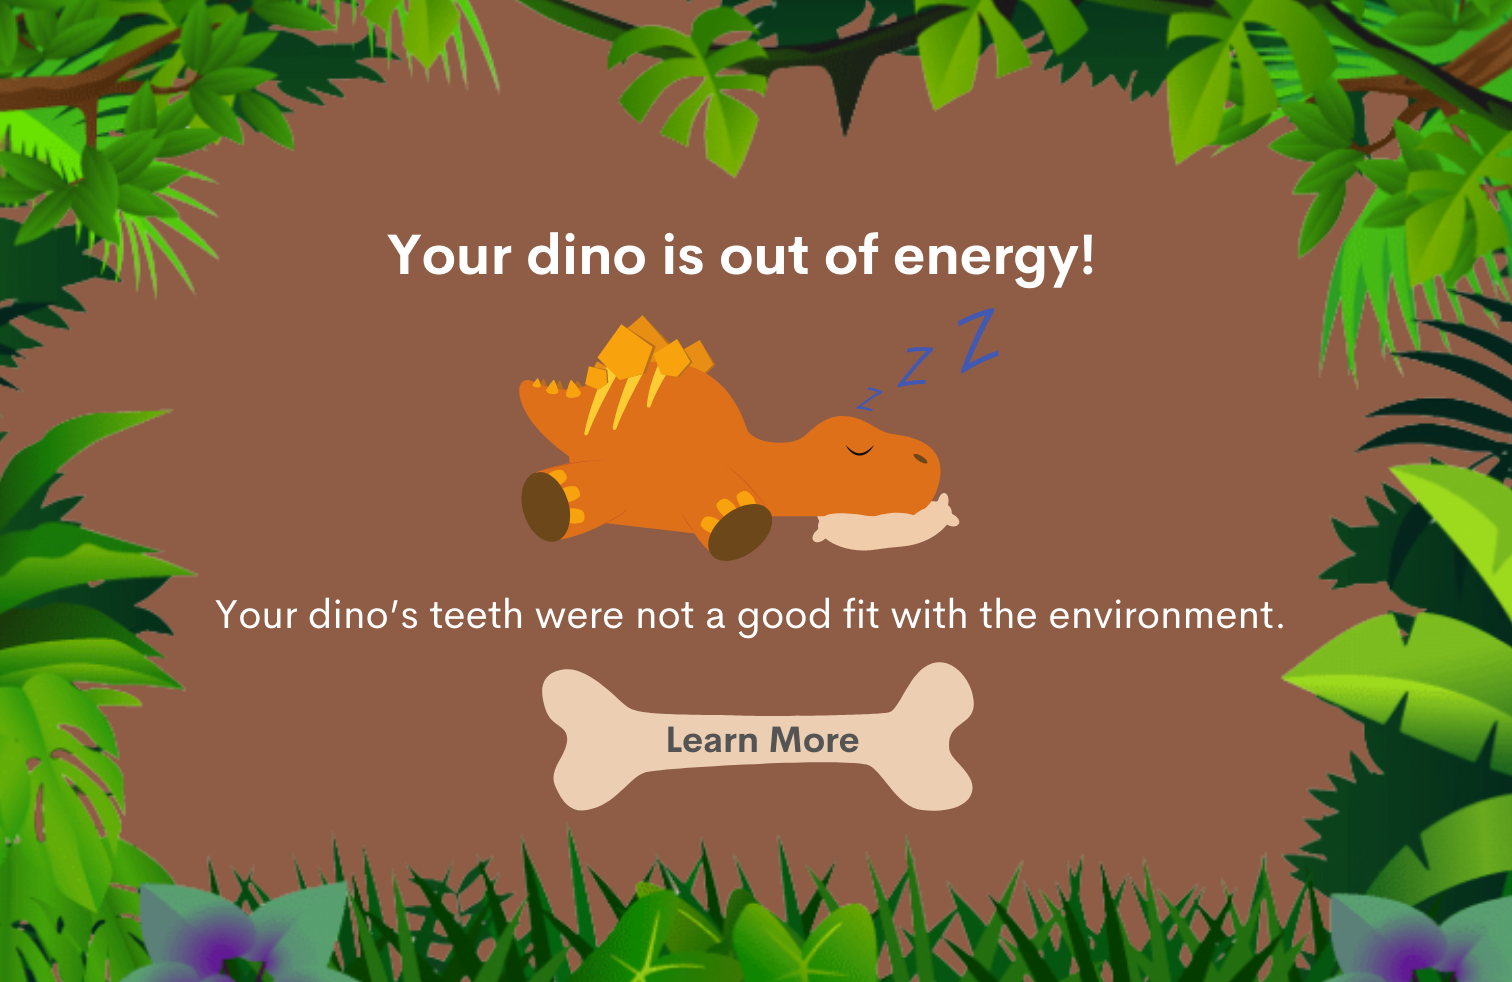 Your dino is out of energy!
z Z Z
Your dino’s teeth were not a good fit with the environment.
Learn More